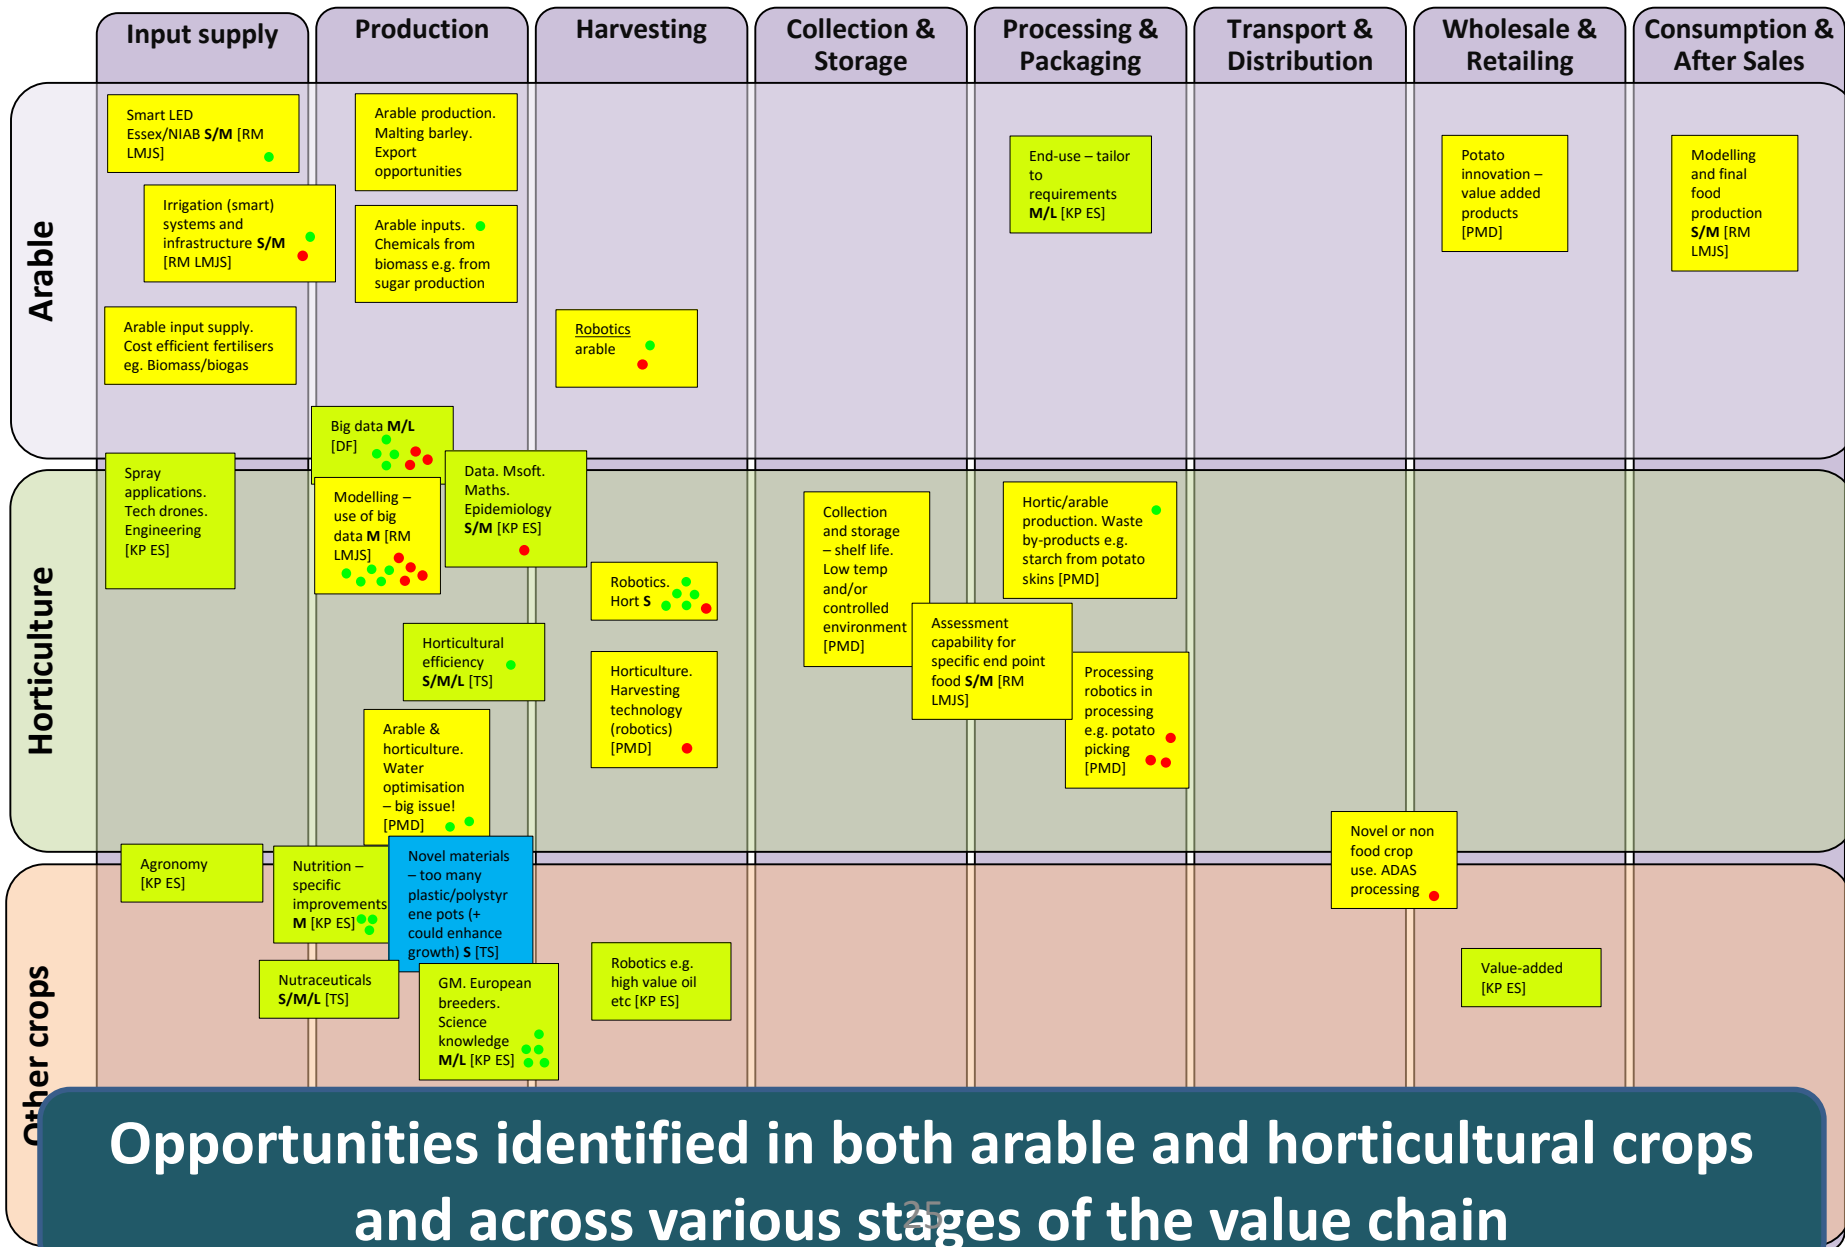 Input supply
Production
Harvesting
Collection &
Storage
Processing &
Packaging
Transport &
Distribution
Wholesale &
Retailing
Consumption &
After Sales
Arable
Smart LED
Essex/NIAB S/M [RM
LMJS]
Irrigation (smart)
systems and
infrastructure S/M
[RM LMJS]
Arable input supply.
Cost efficient fertilisers
eg. Biomass/biogas
Arable production.
Malting barley.
Export
opportunities
Arable inputs.
Chemicals from
biomass e.g. from
sugar production
Robotics
arable
End-use – tailor
to
requirements
M/L [KP ES]
Potato
innovation –
value added
products
[PMD]
Modelling
and final
food
production
S/M [RM
LMJS]
Big data M/L
[DF]
Horticulture
Spray
applications.
Tech drones.
Engineering
[KP ES]
Modelling –
use of big
data M [RM
LMJS]
Data. Msoft.
Maths.
Epidemiology
S/M [KP ES]
Robotics.
Hort S
Horticultural
efficiency
S/M/L [TS]
Horticulture.
Harvesting
technology
(robotics)
[PMD]
Arable &
horticulture.
Water
optimisation
– big issue!
[PMD]
Collection
and storage
– shelf life.
Low temp
and/or
controlled
environment
[PMD]
Hortic/arable
production. Waste
by-products e.g.
starch from potato
skins [PMD]
Assessment
capability for
specific end point
food S/M [RM
LMJS]
Processing
robotics in
processing
e.g. potato
picking
[PMD]
Novel or non
food crop
use. ADAS
processing
Other crops
Agronomy
[KP ES]
Nutrition –
specific
improvements
M [KP ES]
Novel materials
– too many
plastic/polystyr
ene pots (+
could enhance
growth) S [TS]
Nutraceuticals
S/M/L [TS]
GM. European
breeders.
Science
knowledge
M/L [KP ES]
Robotics e.g.
high value oil
etc [KP ES]
Value-added
[KP ES]
Opportunities identified in both arable and horticultural crops
and across various stages of the value chain
25